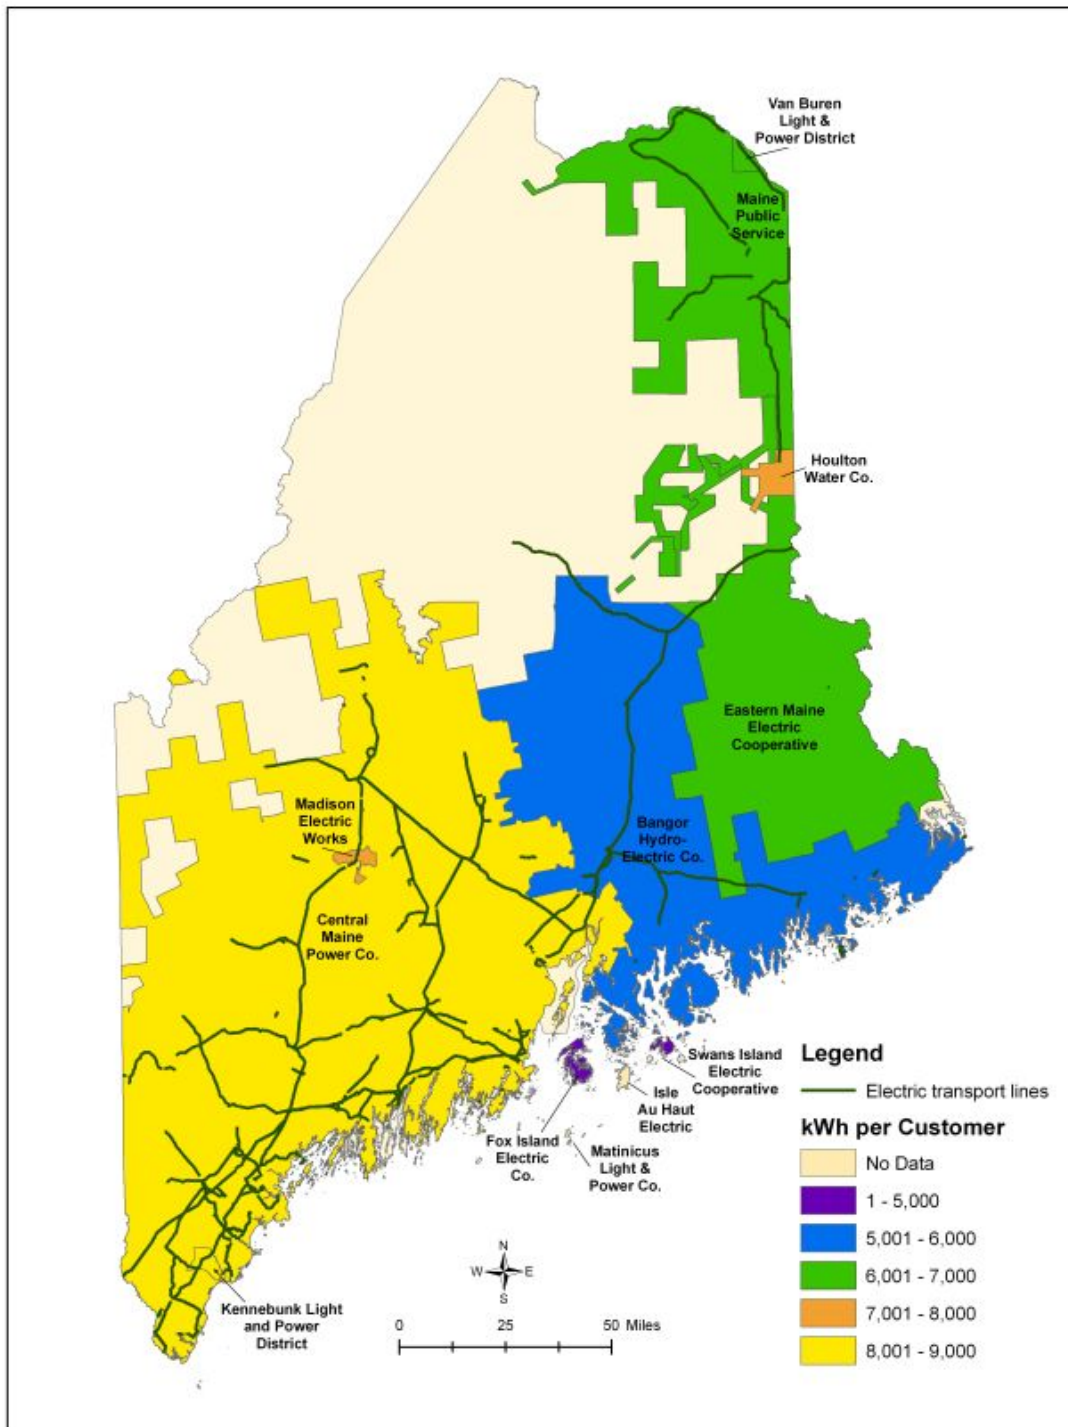 Van Buren
Light &
Power District
Maine
Public
Service
Houlton
Water Co.
Eastern Maine
Electric
Cooperative
Madison
Electric
Works
Bangor
Hydro-
Electric Co.
Central
Maine
Power Co.
Swans Island
Electric
Cooperative
Isle
Au Haut
Electric
Fox Island
Electric
Co.
Matinicus
Light &
Power Co.
Kennebunk Light
and Power
District
N
W E
S
0 25 50 Miles
Legend
Electric transport lines
kWh per Customer
No Data
1 - 5,000
5,001 - 6,000
6,001 - 7,000
7,001 - 8,000
8,001 - 9,000